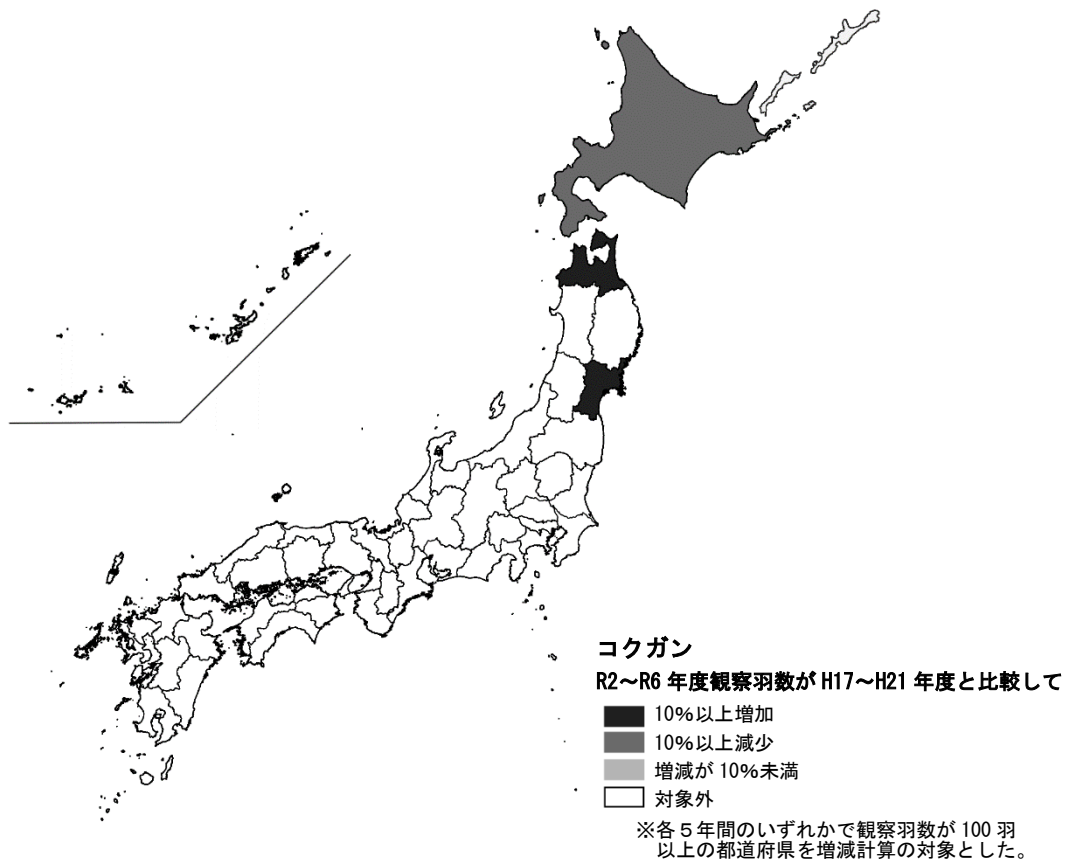 コクガン
R2～R6 年度観察羽数が H17～H21 年度と比較して
10％以上増加
10％以上減少
増減が 10％未満
対象外
※各５年間のいずれかで観察羽数が 100 羽
以上の都道府県を増減計算の対象とした。